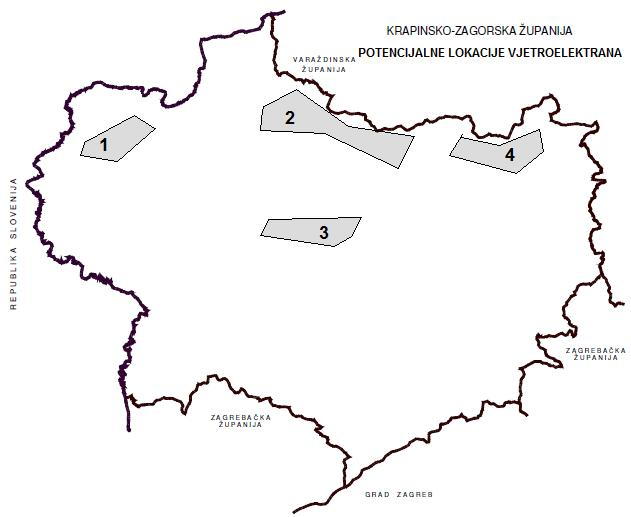 KRAPINSKO-ZAGORSKA ŽUPANIJA
POTENCIJALNE LOKACIJE VJETROELEKTRANA
VARAŽDINSKA
ŽUPANIJA
1
2
4
3
REPUBLIKA SLOVENIJA
ZAGREBAČKA
ŽUPANIJA
ZAGREBAČKA
ŽUPANIJA
GRAD ZAGREB